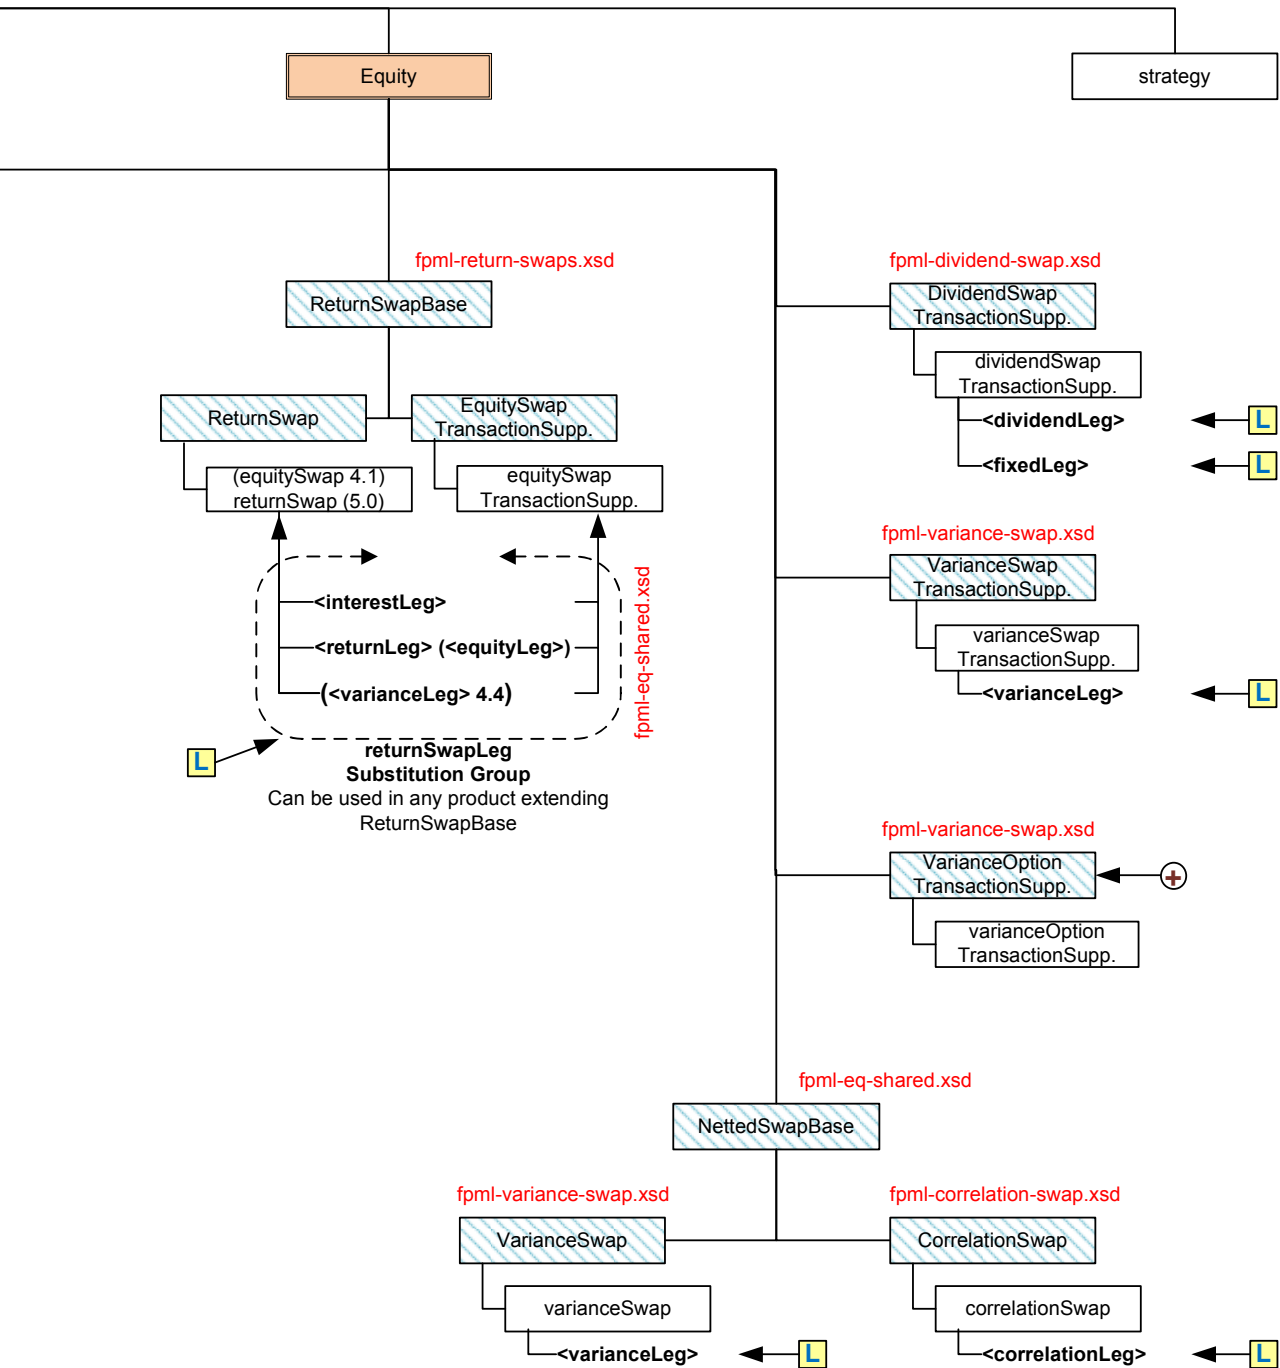 Equity
strategy
fpml-return-swaps.xsd
ReturnSwapBase
ReturnSwap
EquitySwap
TransactionSupp.
(equitySwap 4.1)
returnSwap (5.0)
equitySwap
TransactionSupp.
<interestLeg>
<returnLeg> (<equityLeg>)
(<varianceLeg> 4.4)
fpml-eq-shared.xsd
L
returnSwapLeg
Substitution Group
Can be used in any product extending
ReturnSwapBase
fpml-dividend-swap.xsd
DividendSwap
TransactionSupp.
dividendSwap
TransactionSupp.
<dividendLeg>
L
<fixedLeg>
L
fpml-variance-swap.xsd
VarianceSwap
TransactionSupp.
varianceSwap
TransactionSupp.
<varianceLeg>
L
fpml-variance-swap.xsd
VarianceOption
TransactionSupp.
+
varianceOption
TransactionSupp.
fpml-eq-shared.xsd
NettedSwapBase
fpml-variance-swap.xsd
VarianceSwap
varianceSwap
<varianceLeg>
L
fpml-correlation-swap.xsd
CorrelationSwap
correlationSwap
<correlationLeg>
L